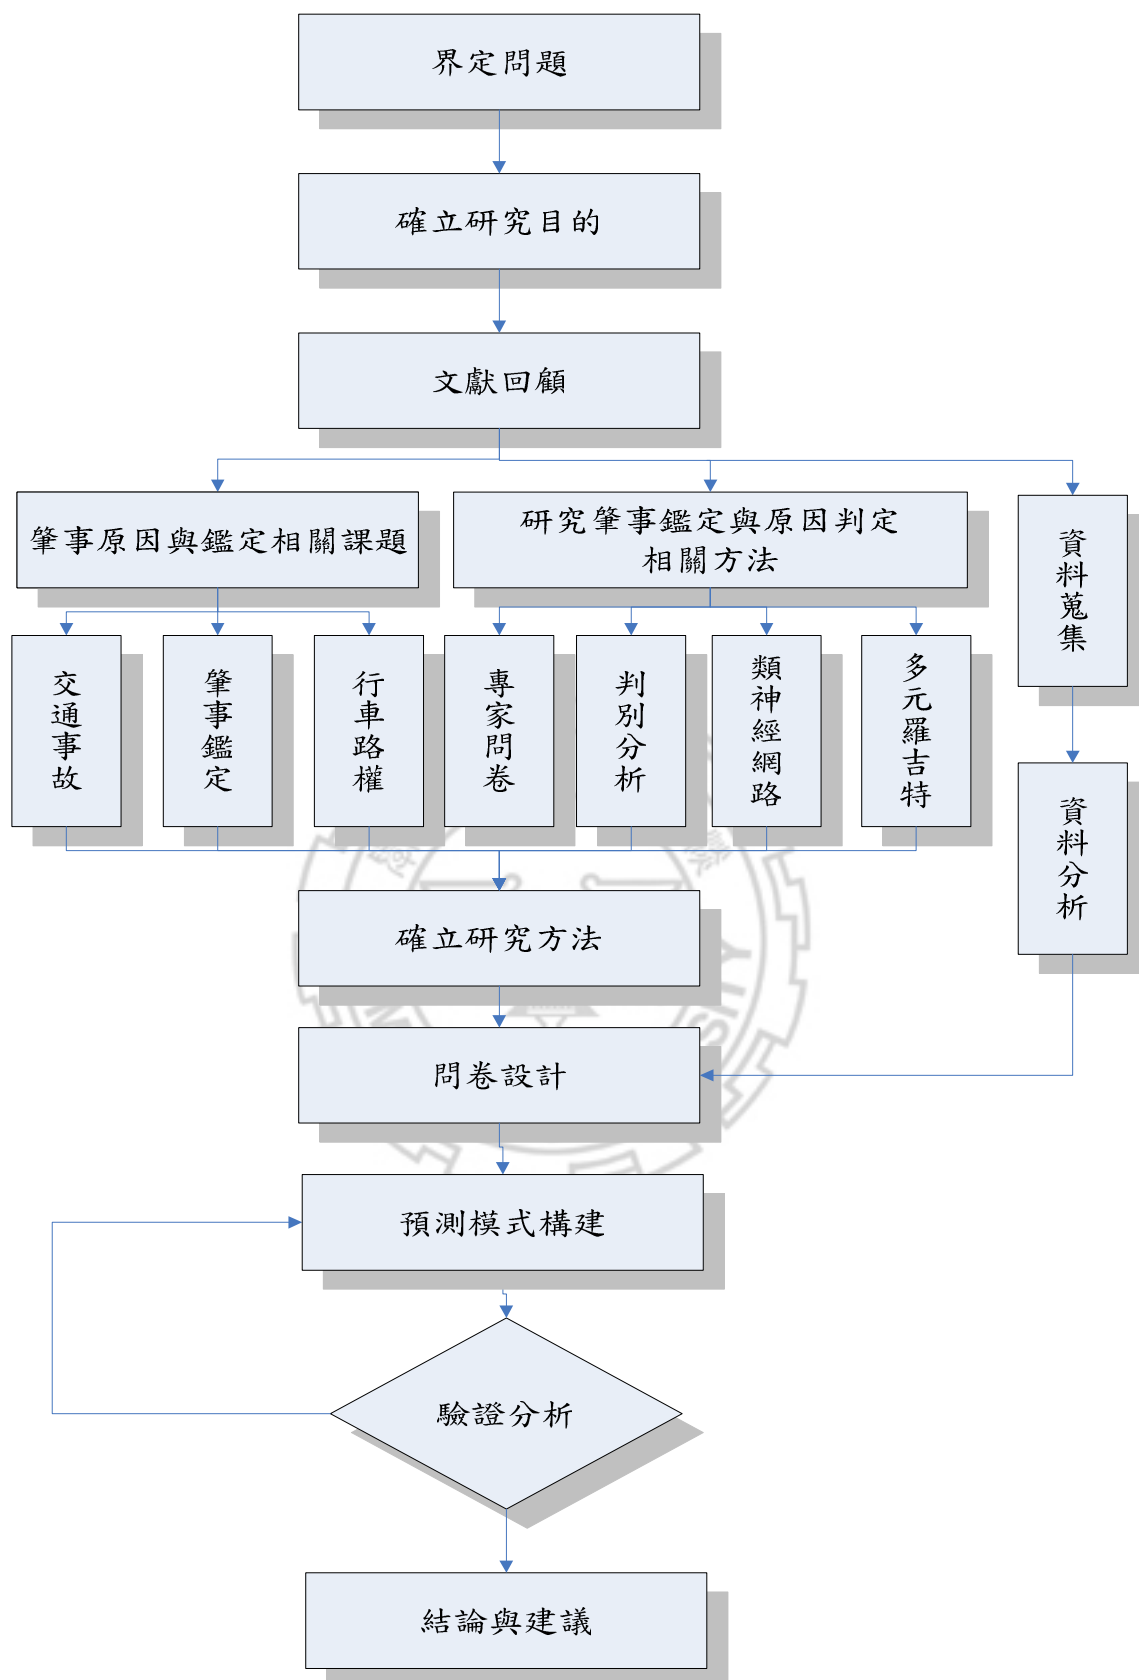 界定問題
確立研究目的
文獻回顧
肇事原因與鑑定相關課題
研究肇事鑑定與原因判定
相關方法
資料蒐集
交通事故
肇事鑑定
行車路權
專家問卷
判別分析
類神經網路
多元羅吉特
資料分析
確立研究方法
問卷設計
預測模式構建
驗證分析
結論與建議